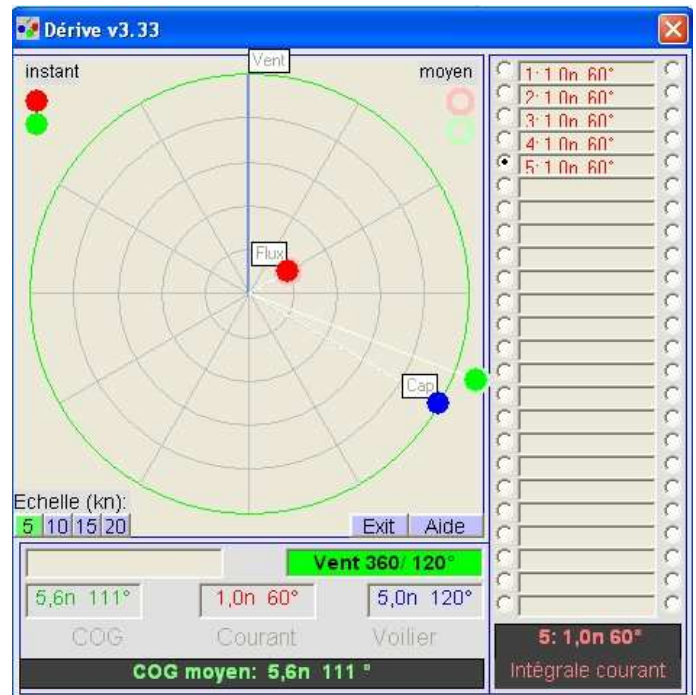 Dérive v3.33
instant
Vent
moyen
Flux
Cap
Echelle (kn):
5 10 15 20
Exit Aide
Vent 360/ 120°
5,6n 111°
1,0n 60°
5,0n 120°
COG
Courant
Voilier
COG moyen: 5,6n 111 °
1: 1,0n 60°
2: 1,0n 60°
3: 1,0n 60°
4: 1,0n 60°
5: 1,0n 60°
5: 1,0n 60°
Intégrale courant